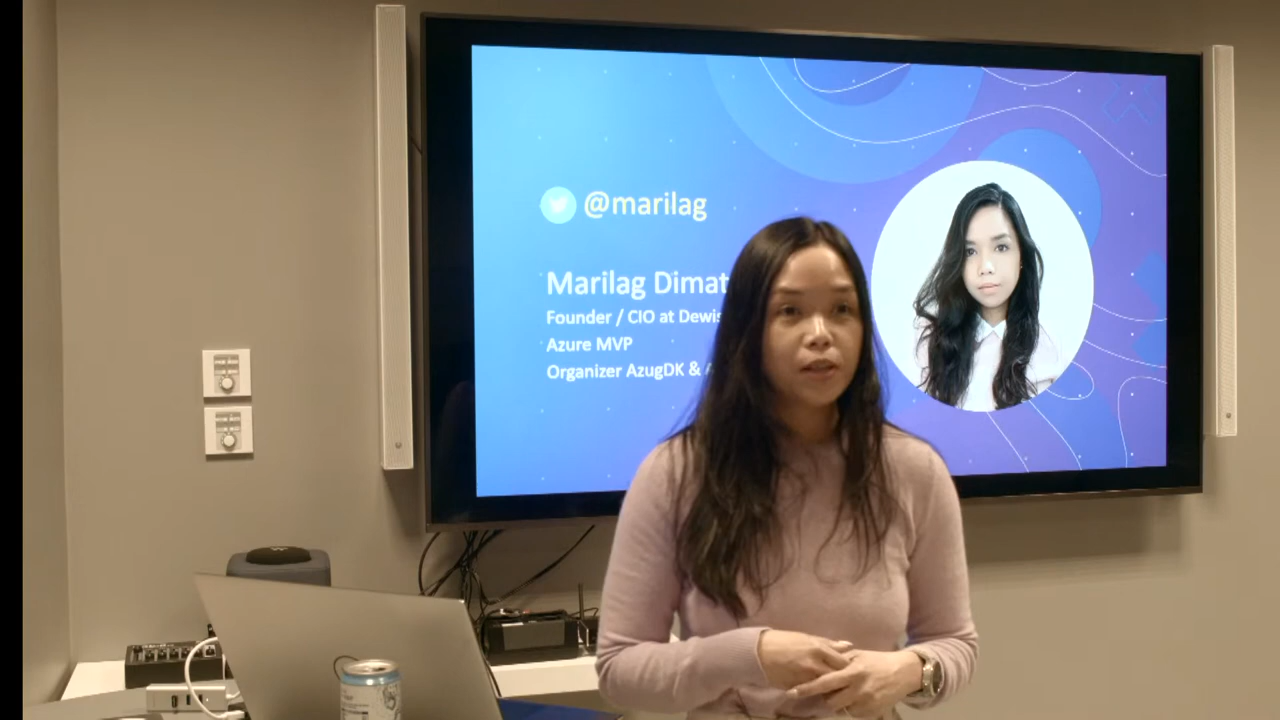 @marilag
Marilag Dimat
Founder / CIO at Dewis
Azure MVP
Organizer AzugDK &